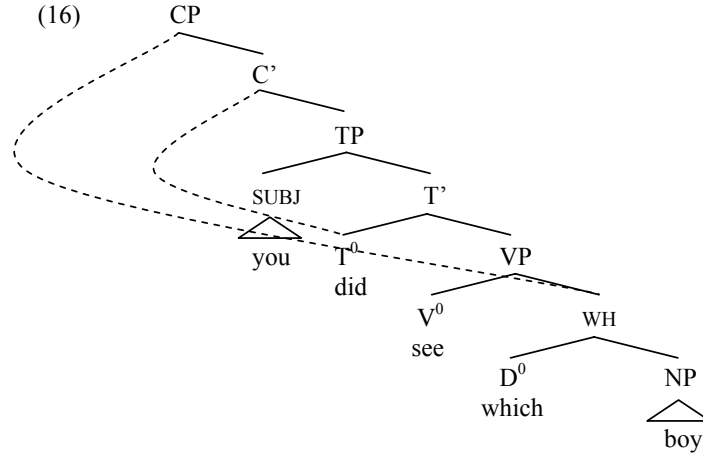 (16) CP
C’
TP
SUBJ T’
you T⁰ VP
did
V⁰ WH
see
D⁰ NP
which
boy